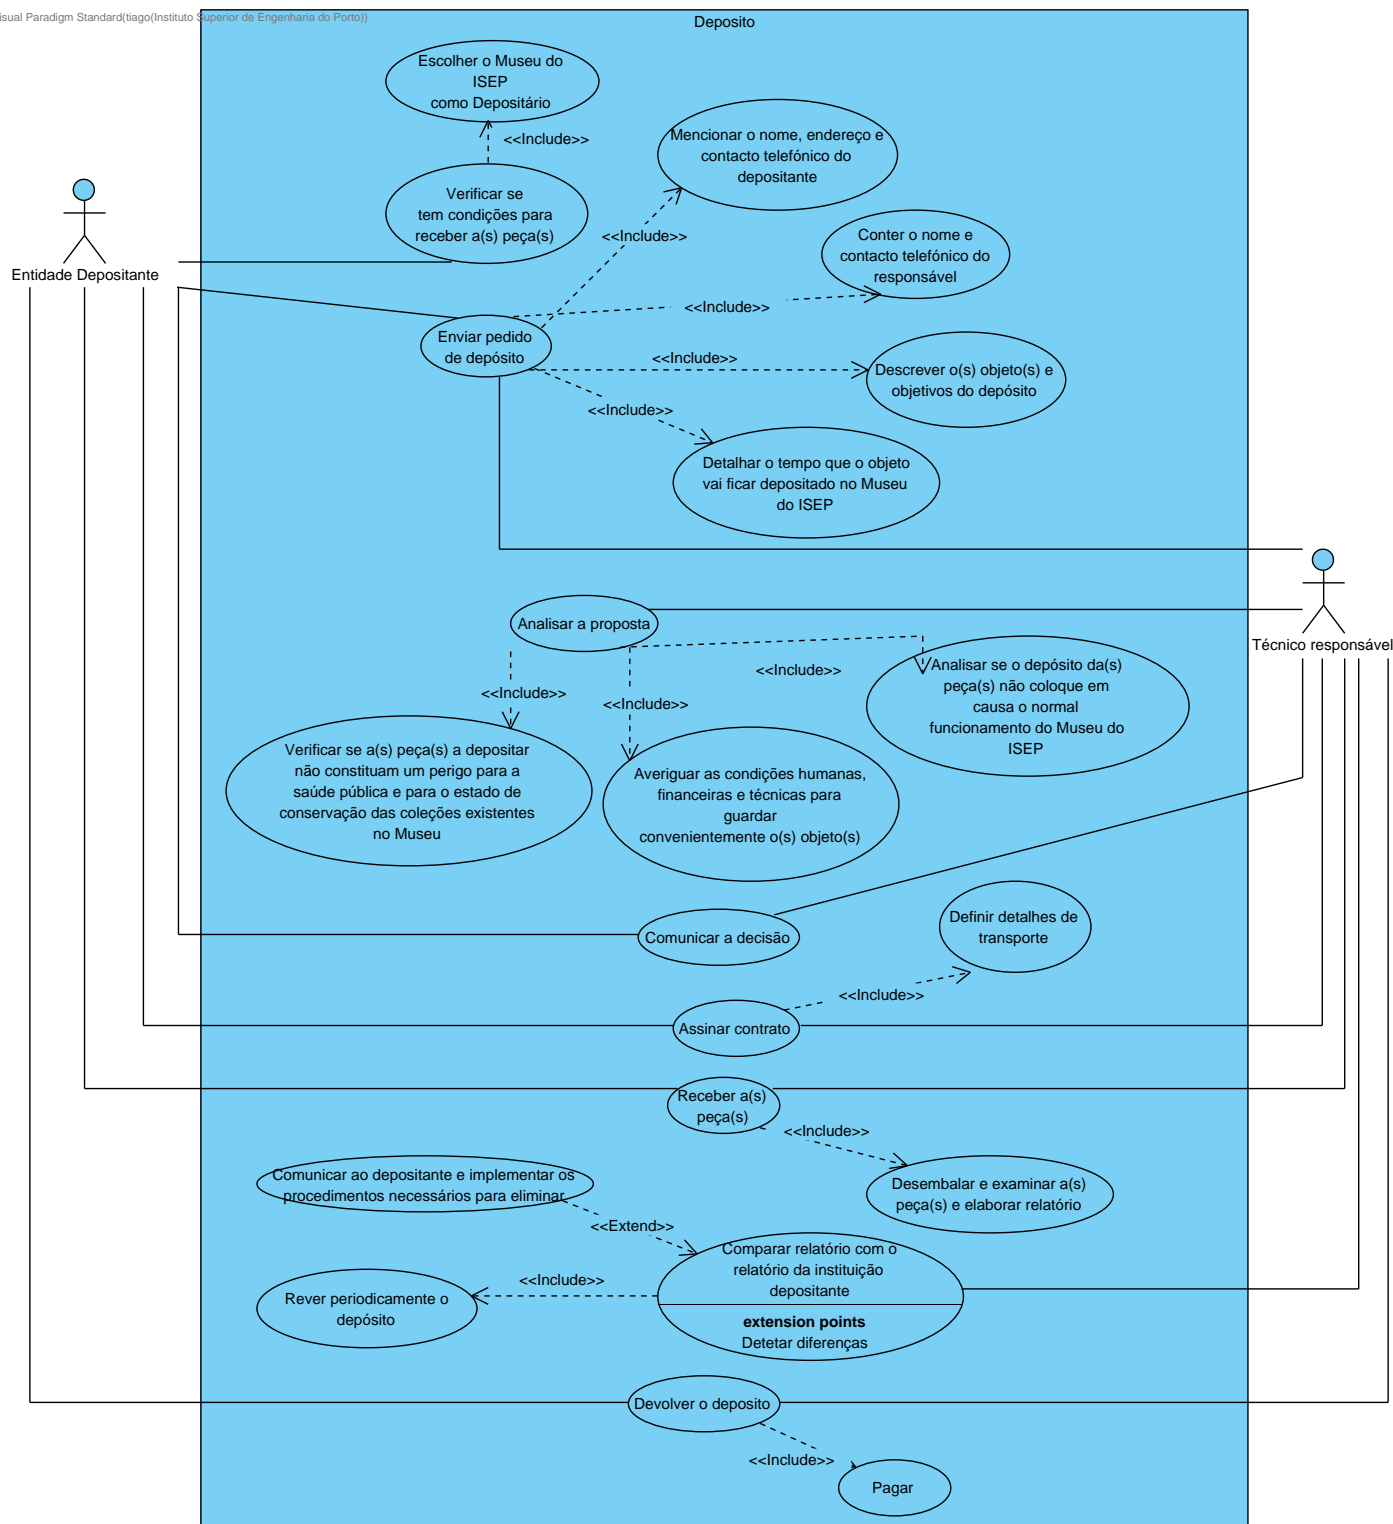 isual Paradigm Standard(tiago(Instituto Superior de Engenharia do Porto))
Deposito
Escolher o Museu do
ISEP
como Depositário
<<Include>>
Mencionar o nome, endereço e
contacto telefónico do
depositante
Verificar se
tem condições para
receber a(s) peça(s)
<<Include>>
Conter o nome e
contacto telefónico do
responsável
Entidade Depositante
<<Include>>
Enviar pedido
de depósito
<<Include>>
Descrever o(s) objeto(s) e
objetivos do depósito
<<Include>>
Detalhar o tempo que o objeto
vai ficar depositado no Museu
do ISEP
Analisar a proposta
Técnico responsável
<<Include>>
<<Include>>
<<Include>>
Analisar se o depósito da(s)
peça(s) não coloque em
causa o normal
funcionamento do Museu do
ISEP
Verificar se a(s) peça(s) a depositar
não constituam um perigo para a
saúde pública e para o estado de
conservação das coleções existentes
no Museu
Averiguar as condições humanas,
financeiras e técnicas para
guardar
convenientemente o(s) objeto(s)
Definir detalhes de
transporte
Comunicar a decisão
<<Include>>
Assinar contrato
Receber a(s)
peça(s)
<<Include>>
Comunicar ao depositante e implementar os
procedimentos necessários para eliminar
Desembalar e examinar a(s)
peça(s) e elaborar relatório
<<Extend>>
Comparar relatório com o
relatório da instituição
depositante
extension points
Detetar diferenças
<<Include>>
Rever periodicamente o
depósito
Devolver o deposito
<<Include>>
Pagar